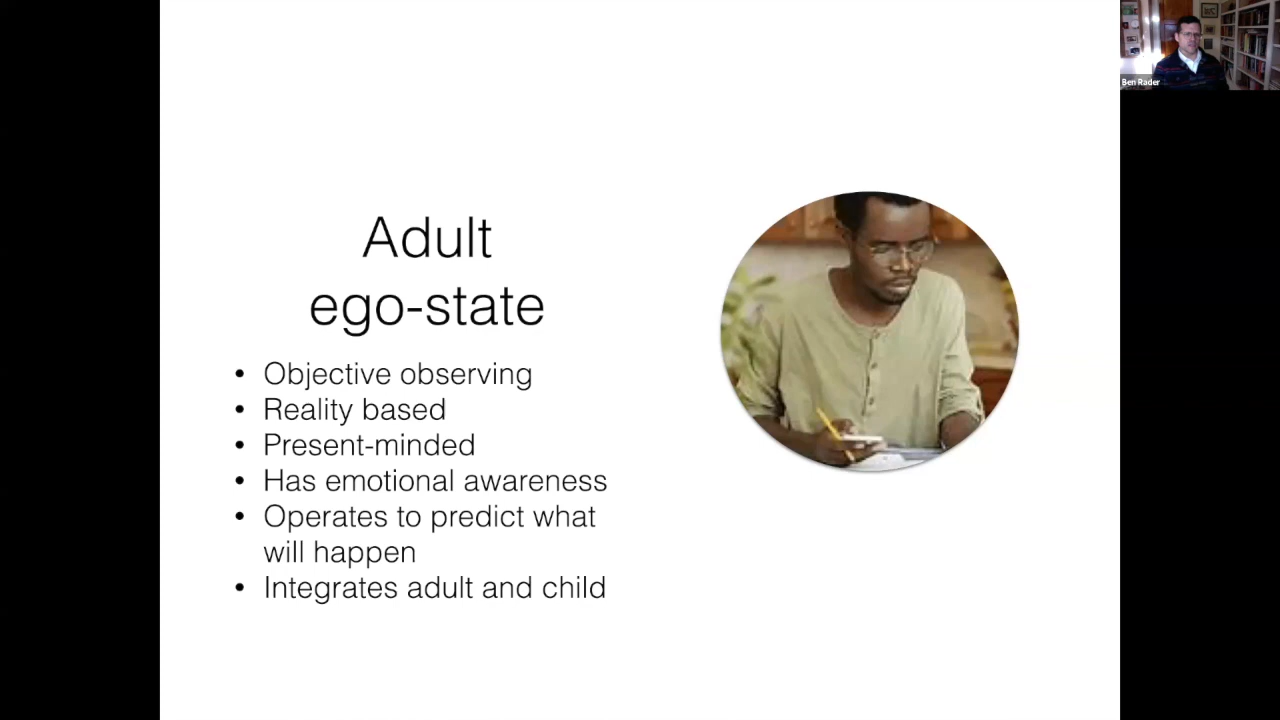 Adult
ego-state
• Objective observing
• Reality based
• Present-minded
• Has emotional awareness
• Operates to predict what
will happen
• Integrates adult and child
Ben Rader